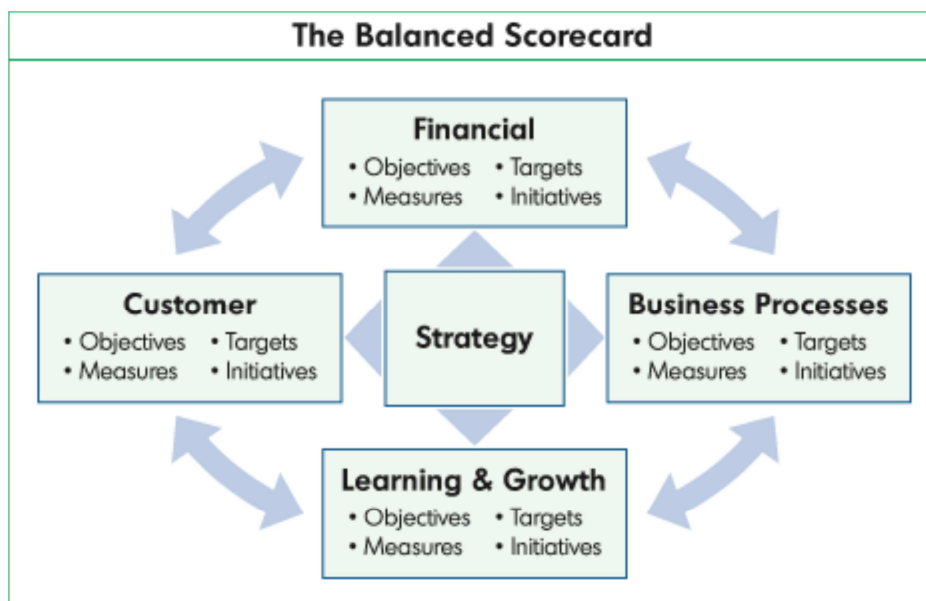 The Balanced Scorecard
Financial
• Objectives • Targets
• Measures • Initiatives
Customer
• Objectives • Targets
• Measures • Initiatives
Strategy
Business Processes
• Objectives • Targets
• Measures • Initiatives
Learning & Growth
• Objectives • Targets
• Measures • Initiatives